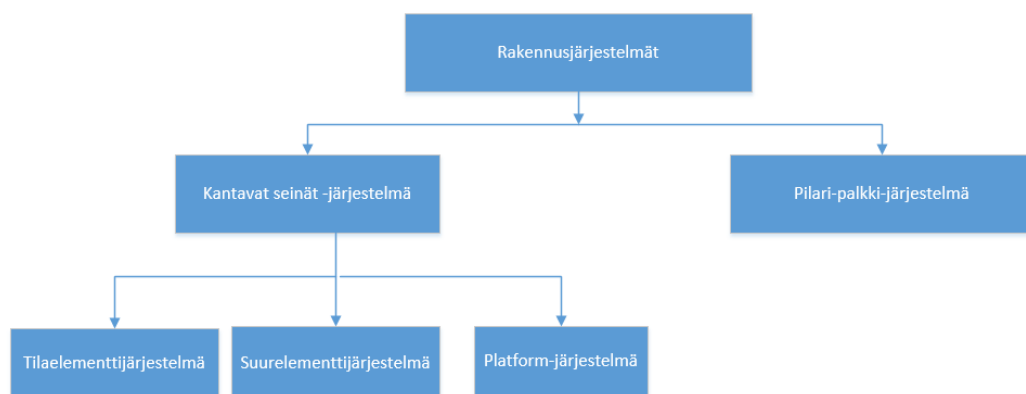 Rakennusjärjestelmät
Kantavat seinät -järjestelmä
Pilari-palkki-järjestelmä
Tilaelementtijärjestelmä
Suurelementtijärjestelmä
Platform-järjestelmä